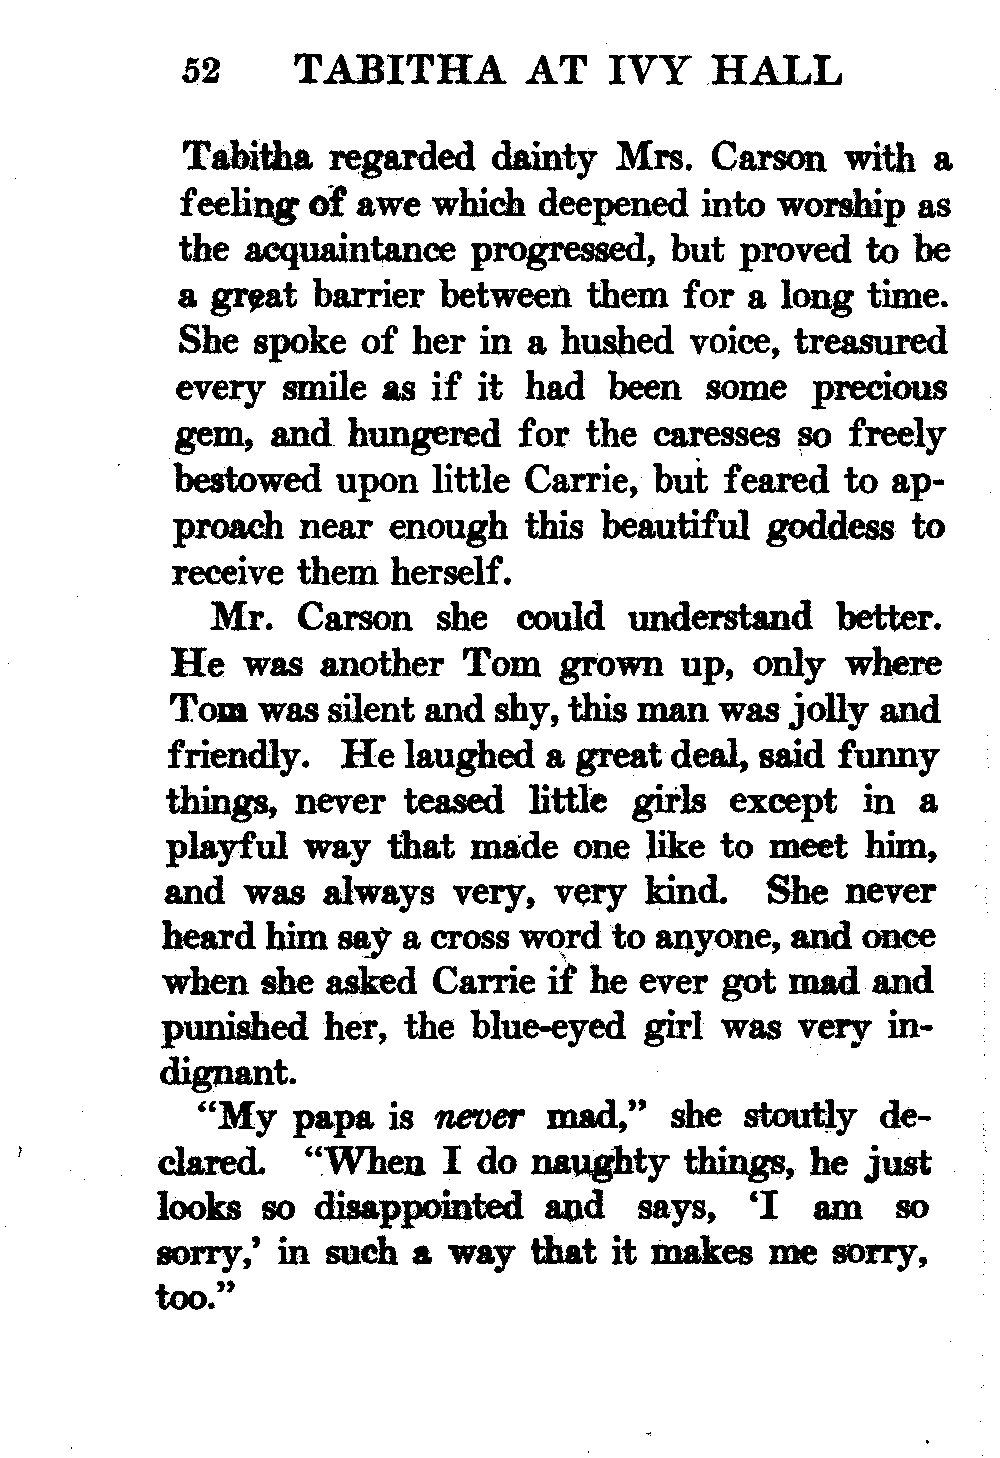 52 TABITHA AT IVY HALL
Tabitha regarded dainty Mrs. Carson with a
feeling of awe which deepened into worship as
the acquaintance progressed, but proved to be
a great barrier between them for a long time.
She spoke of her in a hushed voice, treasured
every smile as if it had been some precious
gem, and hungered for the caresses so freely
bestowed upon little Carrie, but feared to ap-
proach near enough this beautiful goddess to
receive them herself.
Mr. Carson she could understand better.
He was another Tom grown up, only where
Tom was silent and shy, this man was jolly and
friendly. He laughed a great deal, said funny
things, never teased little girls except in a
playful way that made one like to meet him,
and was always very, very kind. She never
heard him say a cross word to anyone, and once
when she asked Carrie if he ever got mad and
punished her, the blue-eyed girl was very in-
dignant.
“My papa is never mad,” she stoutly de-
clared. “When I do naughty things, he just
looks so disappointed and says, ‘I am so
sorry,’ in such a way that it makes me sorry,
too.”